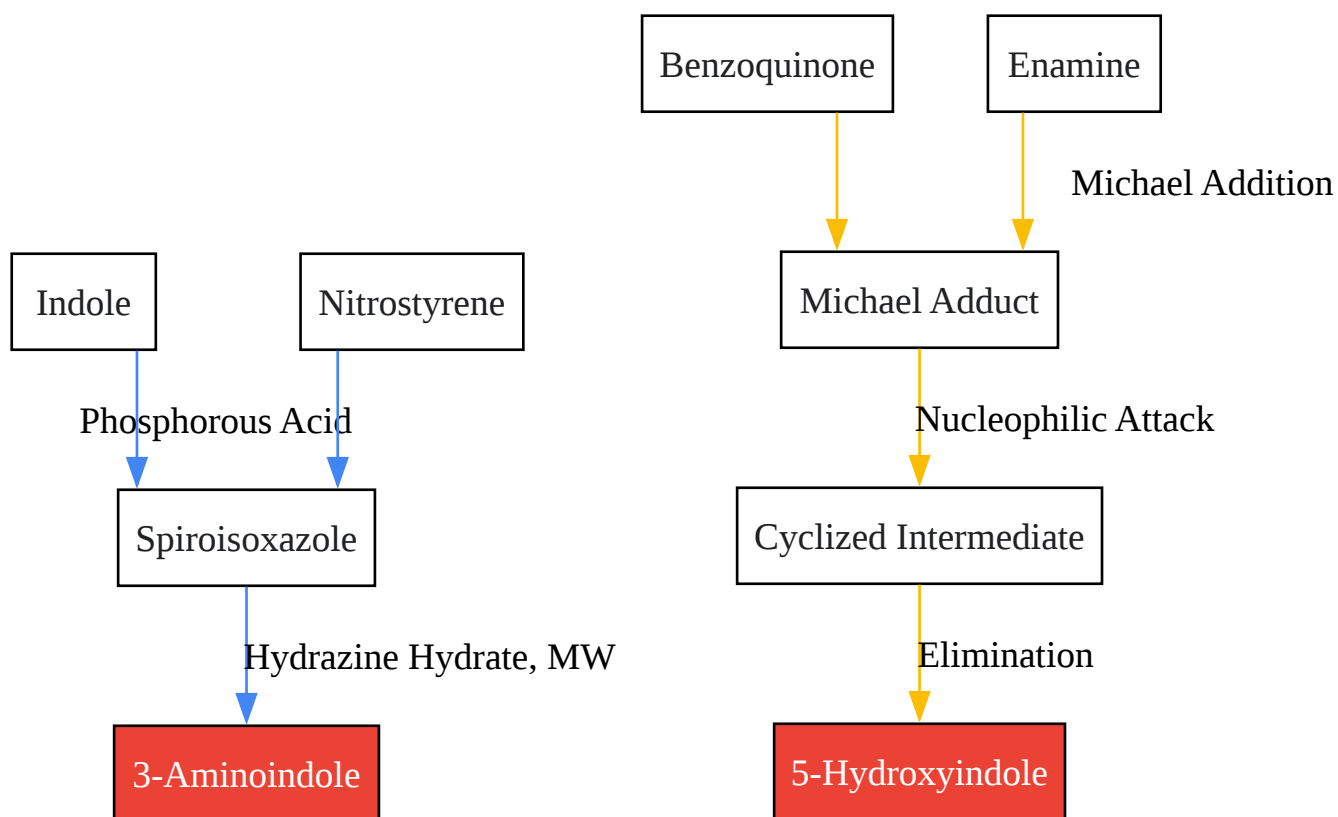 Benzoquinone
Enamine
Michael Addition
Indole
Nitrostyrene
Michael Adduct
Phosphorous Acid
Nucleophilic Attack
Spiroisoxazole
Cyclized Intermediate
Hydrazine Hydrate, MW
Elimination
3-Aminoindole
5-Hydroxyindole